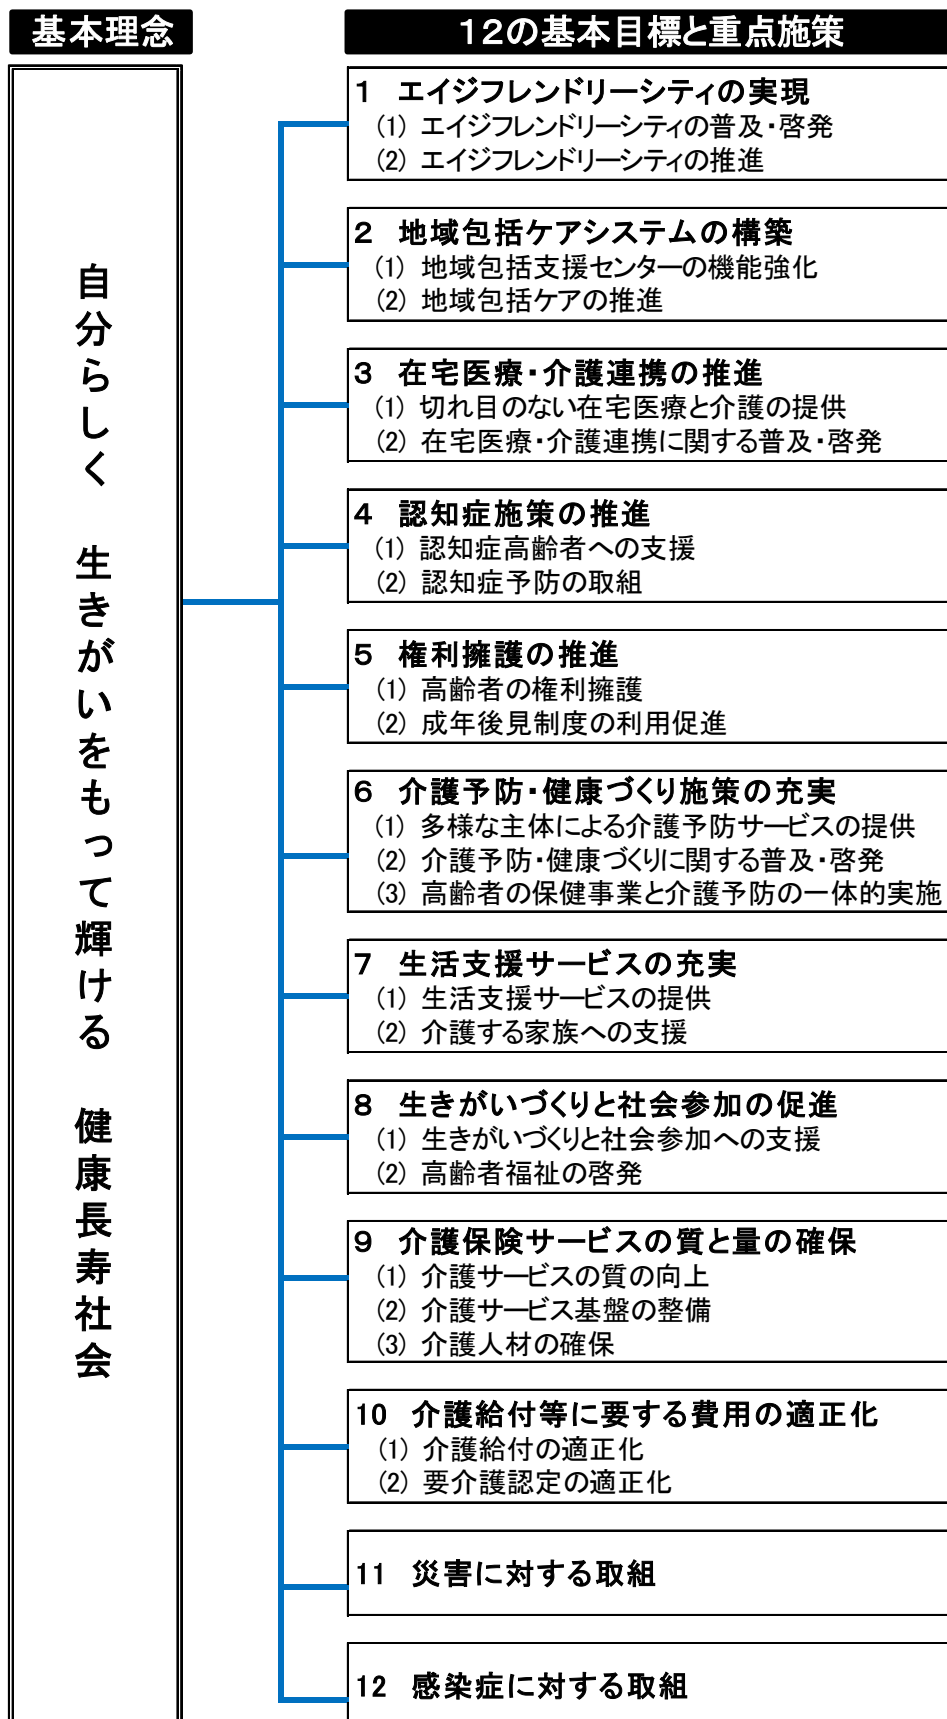 基本理念
自分らしく　生きがいをもって輝ける　健康長寿社会
12の基本目標と重点施策
1　エイジフレンドリーシティの実現
(1) エイジフレンドリーシティの普及・啓発
(2) エイジフレンドリーシティの推進
2　地域包括ケアシステムの構築
(1) 地域包括支援センターの機能強化
(2) 地域包括ケアの推進
3　在宅医療・介護連携の推進
(1) 切れ目のない在宅医療と介護の提供
(2) 在宅医療・介護連携に関する普及・啓発
4　認知症施策の推進
(1) 認知症高齢者への支援
(2) 認知症予防の取組
5　権利擁護の推進
(1) 高齢者の権利擁護
(2) 成年後見制度の利用促進
6　介護予防・健康づくり施策の充実
(1) 多様な主体による介護予防サービスの提供
(2) 介護予防・健康づくりに関する普及・啓発
(3) 高齢者の保健事業と介護予防の一体的実施
7　生活支援サービスの充実
(1) 生活支援サービスの提供
(2) 介護する家族への支援
8　生きがいづくりと社会参加の促進
(1) 生きがいづくりと社会参加への支援
(2) 高齢者福祉の啓発
9　介護保険サービスの質と量の確保
(1) 介護サービスの質の向上
(2) 介護サービス基盤の整備
(3) 介護人材の確保
10　介護給付等に要する費用の適正化
(1) 介護給付の適正化
(2) 要介護認定の適正化
11　災害に対する取組
12　感染症に対する取組